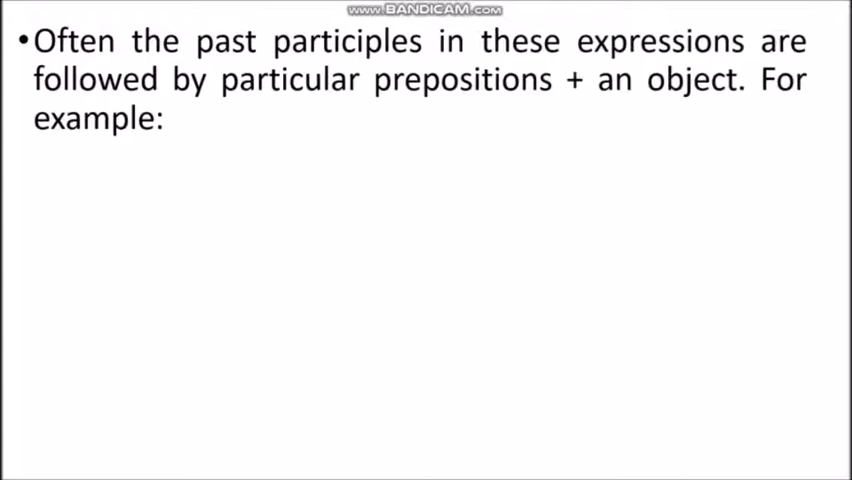 www.BANDICAM.com
•Often the past participles in these expressions are
followed by particular prepositions + an object. For
example: